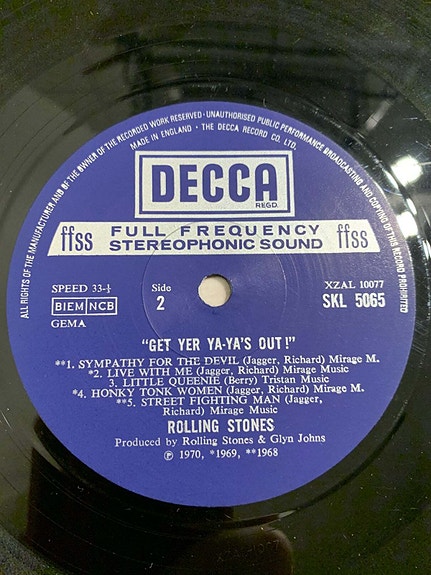 ALL RIGHTS OF THE MANUFACTURER AND OF THE OWNER OF THE RECORDED WORK RESERVED · UNAUTHORISED PUBLIC PERFORMANCE BROADCASTING AND COPYING OF THIS RECORD PROHIBITED
MADE IN ENGLAND · THE DECCA RECORD CO. LTD.
DECCA
REGD.
ffss FULL FREQUENCY ffss
STEREOPHONIC SOUND
SPEED 33-⅓ Side XZAL 10077
BIEM NCB 2 SKL 5065
GEMA
"GET YER YA-YA'S OUT!"
**1. SYMPATHY FOR THE DEVIL (Jagger, Richard) Mirage M.
*2. LIVE WITH ME (Jagger, Richard) Mirage Music
3. LITTLE QUEENIE (Berry) Tristan Music
*4. HONKY TONK WOMEN (Jagger, Richard) Mirage M.
**5. STREET FIGHTING MAN (Jagger,
Richard) Mirage Music
ROLLING STONES
Produced by Rolling Stones & Glyn Johns
℗ 1970, *1969, **1968